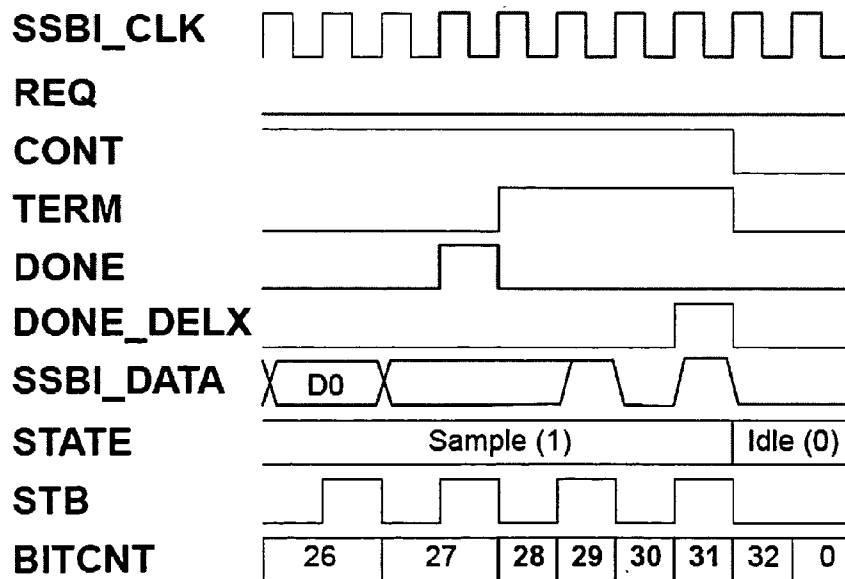 SSBI_CLK
REQ
CONT
TERM
DONE
DONE_DELX
SSBI_DATA D0
STATE Sample (1) Idle (0)
STB
BITCNT 26 27 28 29 30 31 32 0